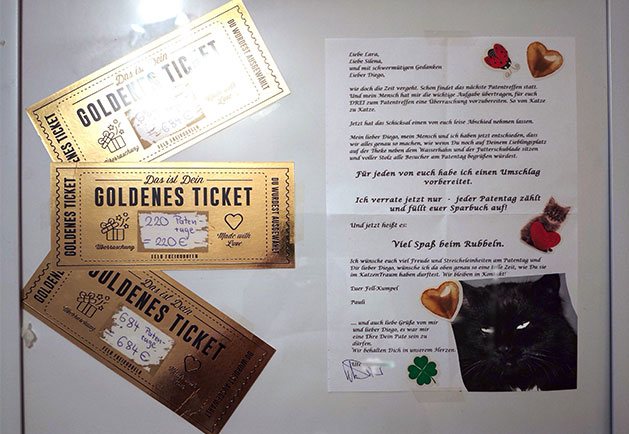 Das ist Dein
GOLDENES TICKET
GOLDENES TICKET
DU WURDEST AUSGEWÄHLT
Überraschung
Made with
Love
FELD FREIRUBBELN
Das ist Dein
GOLDENES TICKET
GOLDENES TICKET
DU WURDEST AUSGEWÄHLT
220 Paten-
tage
= 220 €
Überraschung
Made with
Love
FELD FREIRUBBELN
Das ist Dein
GOLDENES TICKET
684 Paten-
tage
= 684 €
Überraschung
Liebe Lara,
Liebe Silena,
und mit schwermütigen Gedanken
Lieber Diego,
wie doch die Zeit vergeht. Schon findet das nächste Patentreffen statt.
Und mein Mensch hat mir die wichtige Aufgabe übertragen, für euch
DREI zum Patentreffen eine Überraschung vorzubereiten. So von Katze
zu Katze.
Jetzt hat das Schicksal einen von euch leise Abschied nehmen lassen.
Mein lieber Diego, mein Mensch und ich haben jetzt entschieden, dass
wir alles genau so machen, wie wenn Du noch auf Deinem Lieblingsplatz
auf der Theke neben dem Wasserhahn und der Futterschublade sitzen
und voller Stolz alle Besucher am Patentag begrüßen würdest.
Für jeden von euch habe ich einen Umschlag
vorbereitet.
Ich verrate jetzt nur - jeder Patentag zählt
und füllt euer Sparbuch auf!
Und jetzt heißt es:
Viel Spaß beim Rubbeln.
Ich wünsche euch viel Freude und Streicheleinheiten am Patentag und
Dir lieber Diego, wünsche ich da oben genau so eine tolle Zeit, wie Du sie
im KatzenTraum haben durftest. Wir bleiben in Kontakt!
Euer Fell-Kumpel
Pauli
.... und auch liebe Grüße von mir
und lieber Diego, es war mir
eine Ehre Dein Pate sein zu
dürfen.
Wir behalten Dich in unserem Herzen.